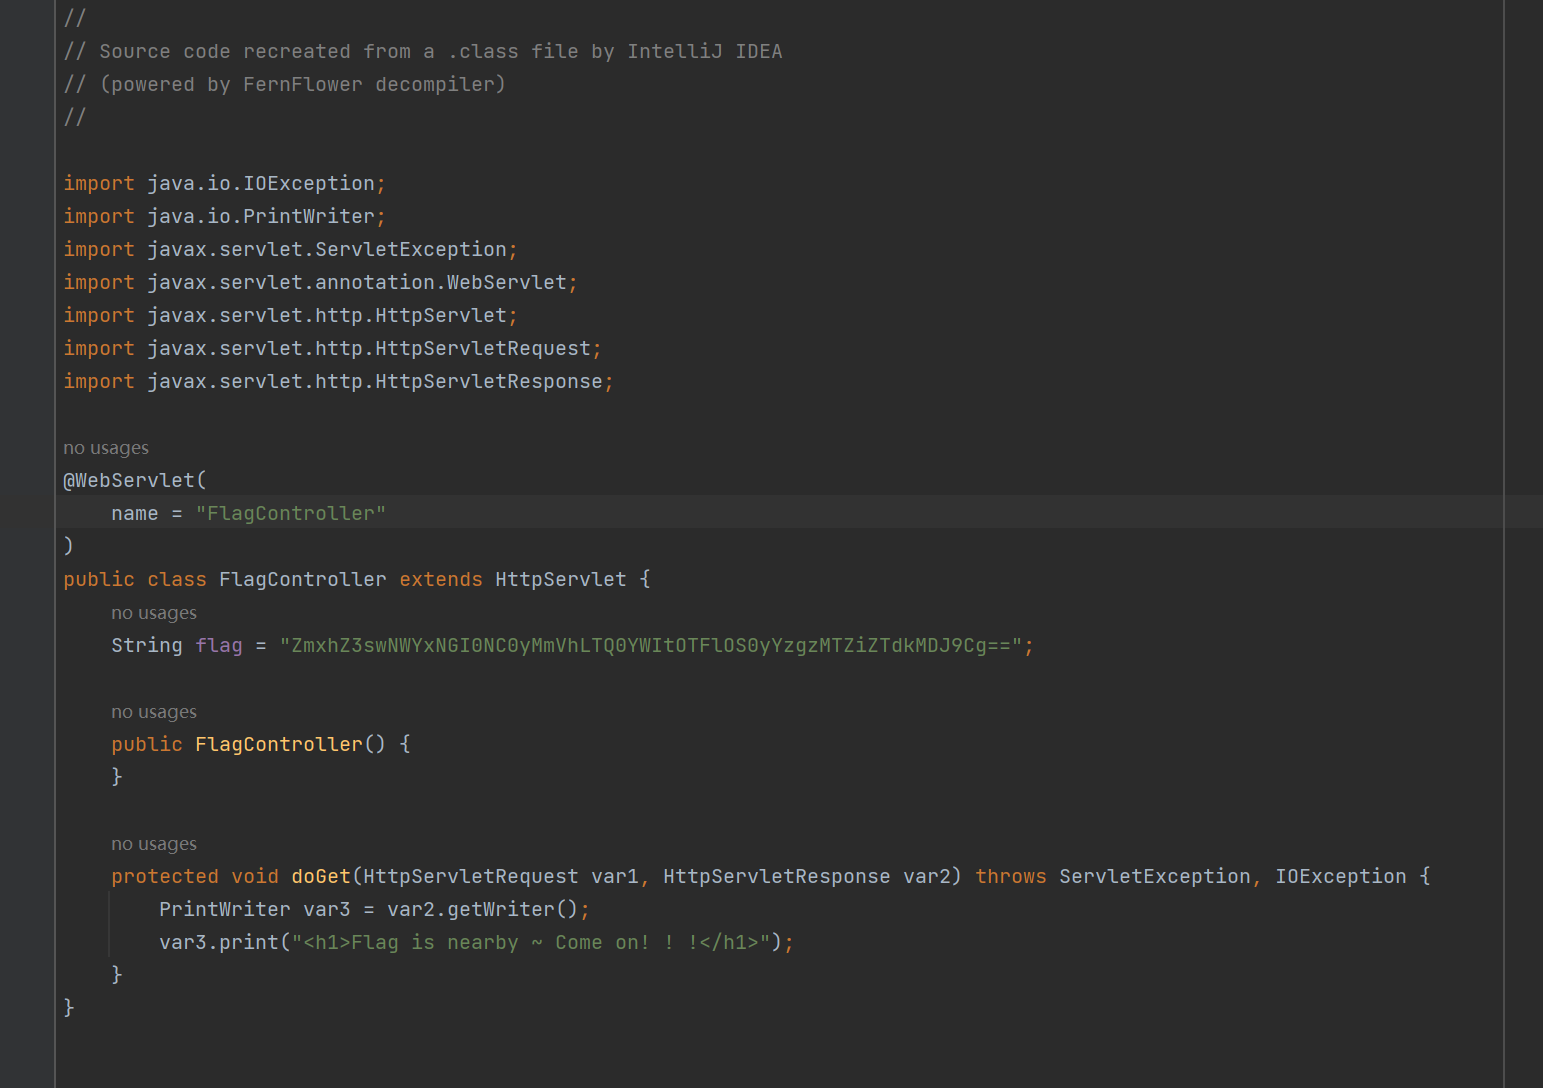 //
// Source code recreated from a .class file by IntelliJ IDEA
// (powered by FernFlower decompiler)
//
import java.io.IOException;
import java.io.PrintWriter;
import javax.servlet.ServletException;
import javax.servlet.annotation.WebServlet;
import javax.servlet.http.HttpServlet;
import javax.servlet.http.HttpServletRequest;
import javax.servlet.http.HttpServletResponse;
no usages
@WebServlet(
name = "FlagController"
)
public class FlagController extends HttpServlet {
no usages
String flag = "ZmxhZ3swNWYxNGI0NC0yMmVhLTQ0YWItOTFlOS0yYzgzMTZiZTdkMDJ9Cg==";
no usages
public FlagController() {
}
no usages
protected void doGet(HttpServletRequest var1, HttpServletResponse var2) throws ServletException, IOException {
PrintWriter var3 = var2.getWriter();
var3.print("<h1>Flag is nearby ~ Come on! ! !</h1>");
}
}